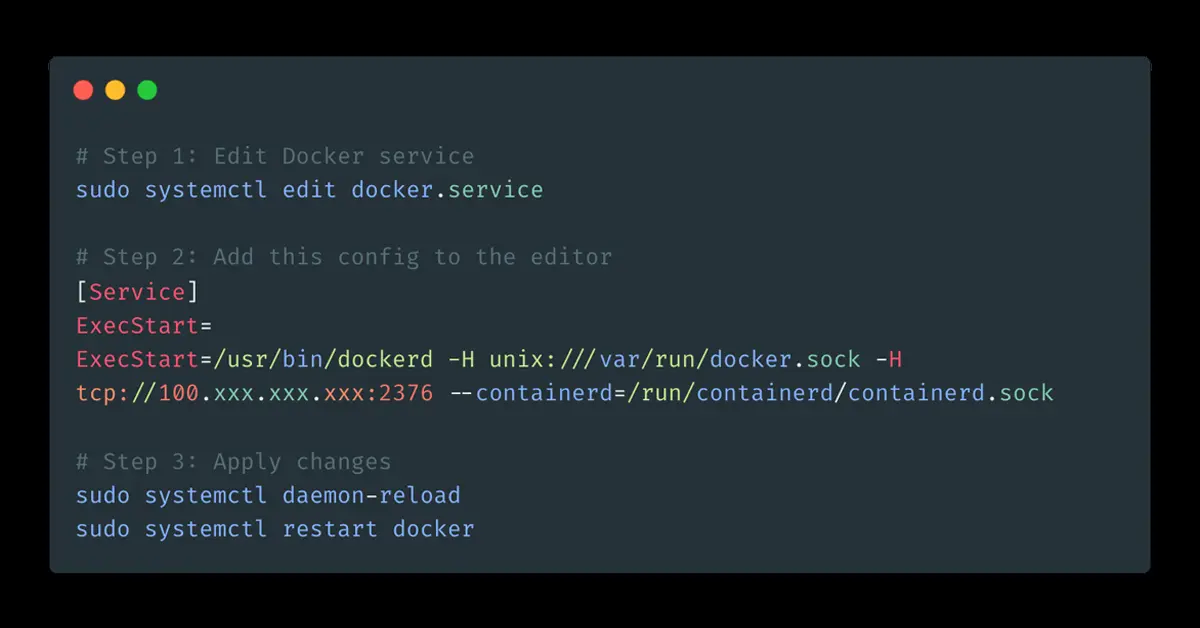 # Step 1: Edit Docker service
sudo systemctl edit docker.service
# Step 2: Add this config to the editor
[Service]
ExecStart=
ExecStart=/usr/bin/dockerd -H unix:///var/run/docker.sock -H
tcp://100.xxx.xxx.xxx:2376 --containerd=/run/containerd/containerd.sock
# Step 3: Apply changes
sudo systemctl daemon-reload
sudo systemctl restart docker